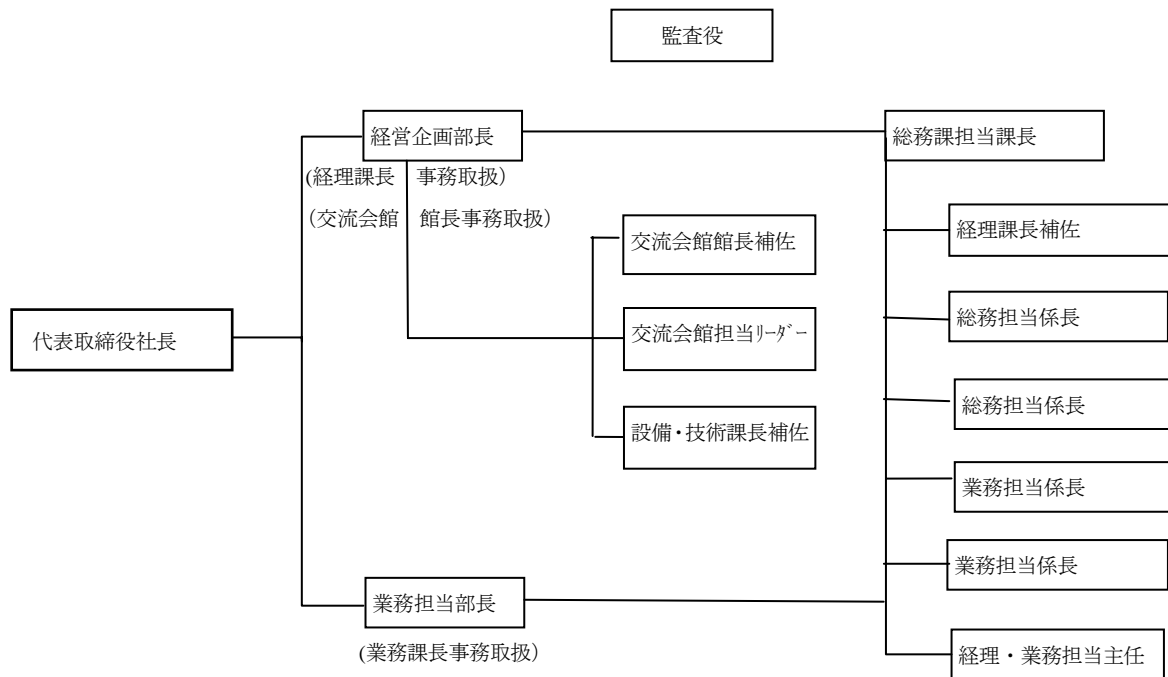 監査役
経営企画部長
総務課担当課長
(経理課長 事務取扱)
(交流会館 館長事務取扱)
交流会館館長補佐
経理課長補佐
代表取締役社長
交流会館担当ﾘｰﾀﾞｰ
総務担当係長
総務担当係長
設備・技術課長補佐
業務担当係長
業務担当係長
業務担当部長
(業務課長事務取扱)
経理・業務担当主任